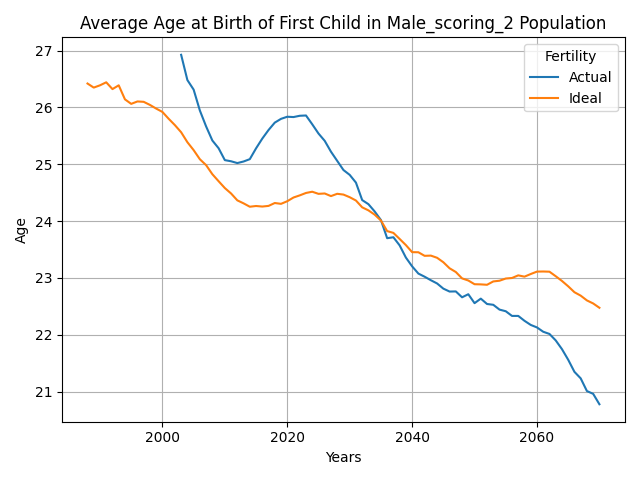 Average Age at Birth of First Child in Male_scoring_2 Population
27
26
25
24
23
22
21
Age
Fertility
Actual
Ideal
2000 2020 2040 2060
Years